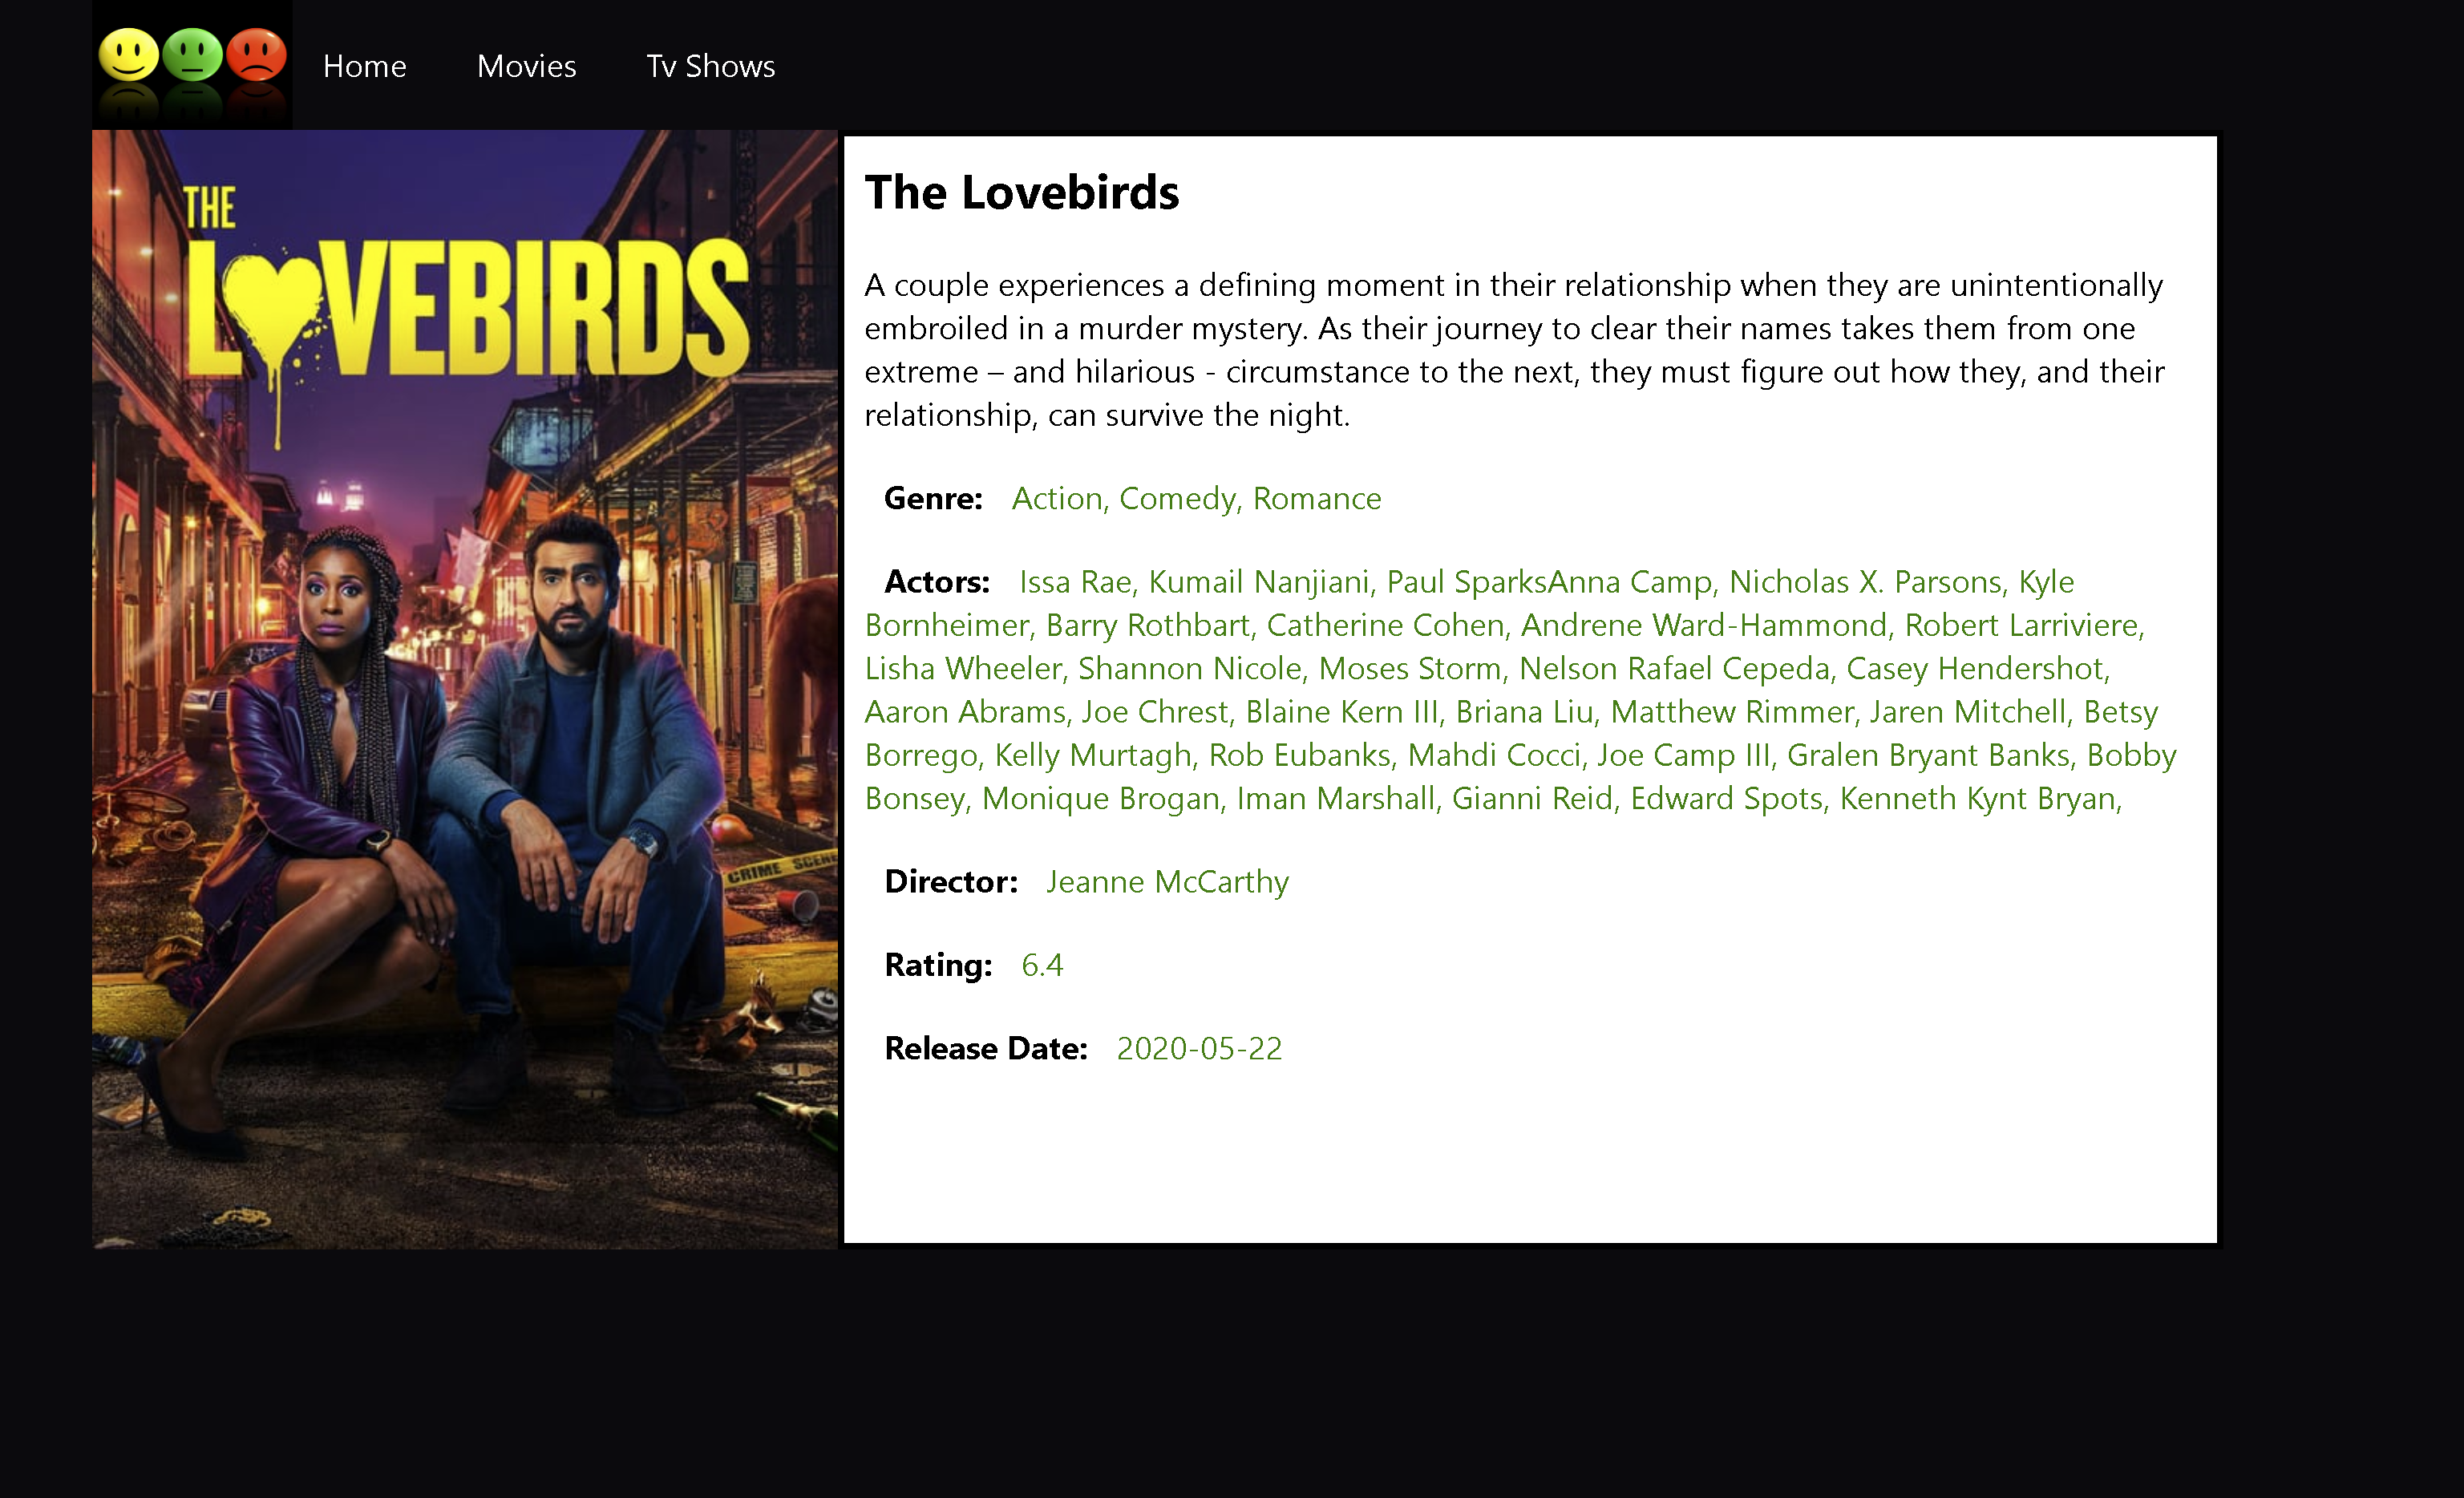 Home Movies Tv Shows
THE
LOVEBIRDS
CRIME SCENE
The Lovebirds
A couple experiences a defining moment in their relationship when they are unintentionally
embroiled in a murder mystery. As their journey to clear their names takes them from one
extreme – and hilarious - circumstance to the next, they must figure out how they, and their
relationship, can survive the night.
Genre: Action, Comedy, Romance
Actors: Issa Rae, Kumail Nanjiani, Paul SparksAnna Camp, Nicholas X. Parsons, Kyle
Bornheimer, Barry Rothbart, Catherine Cohen, Andrene Ward-Hammond, Robert Larriviere,
Lisha Wheeler, Shannon Nicole, Moses Storm, Nelson Rafael Cepeda, Casey Hendershot,
Aaron Abrams, Joe Chrest, Blaine Kern III, Briana Liu, Matthew Rimmer, Jaren Mitchell, Betsy
Borrego, Kelly Murtagh, Rob Eubanks, Mahdi Cocci, Joe Camp III, Gralen Bryant Banks, Bobby
Bonsey, Monique Brogan, Iman Marshall, Gianni Reid, Edward Spots, Kenneth Kynt Bryan,
Director: Jeanne McCarthy
Rating: 6.4
Release Date: 2020-05-22